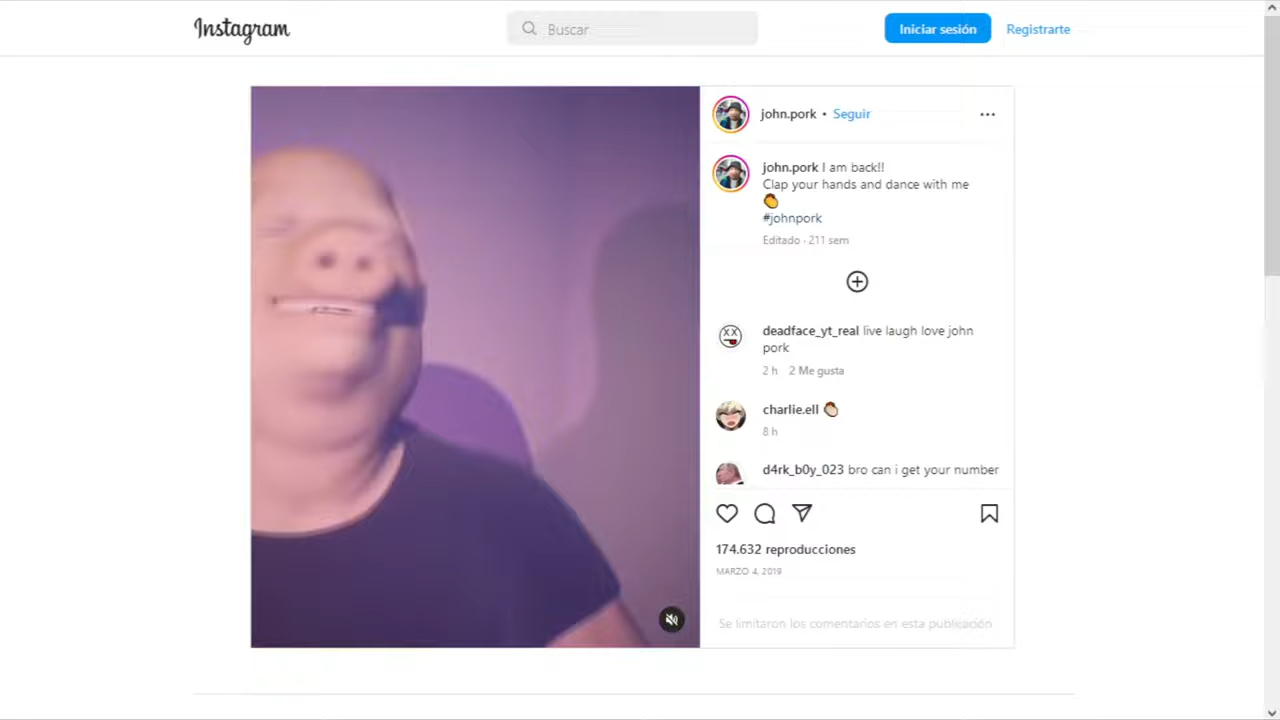 Instagram
Buscar
Iniciar sesión
Registrarte
john.pork • Seguir
john.pork I am back!!
Clap your hands and dance with me
👏
#johnpork
Editado · 211 sem
deadface_yt_real live laugh love john
pork
2 h 2 Me gusta
charlie.ell 👏🏻
8 h
d4rk_b0y_023 bro can i get your number
174.632 reproducciones
MARZO 4, 2019
Se limitaron los comentarios en esta publicación